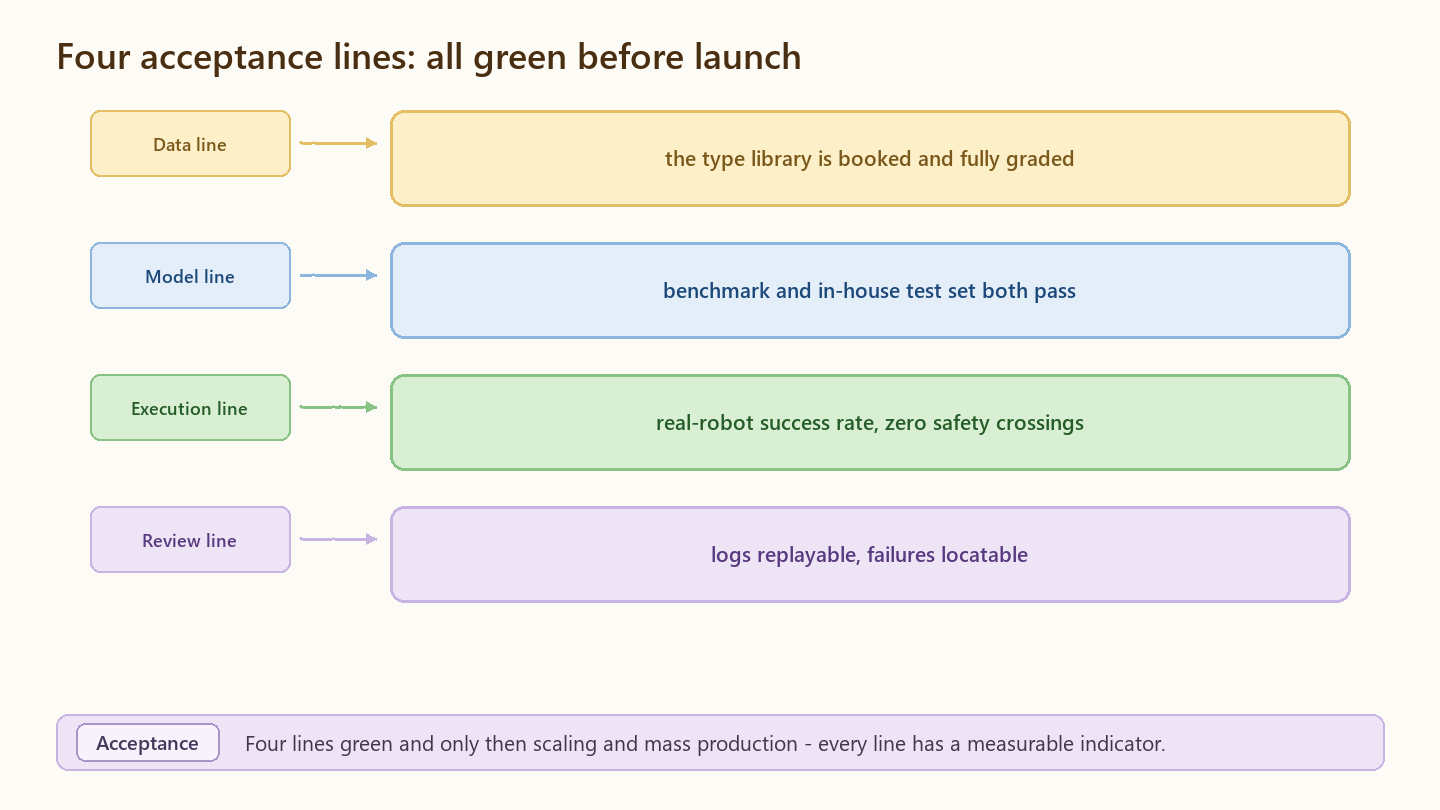 Four acceptance lines: all green before launch
Data line
the type library is booked and fully graded
Model line
benchmark and in-house test set both pass
Execution line
real-robot success rate, zero safety crossings
Review line
logs replayable, failures locatable
Acceptance
Four lines green and only then scaling and mass production - every line has a measurable indicator.